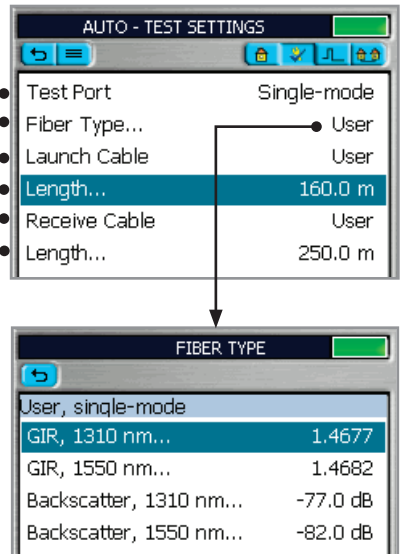 AUTO - TEST SETTINGS
Test Port Single-mode
Fiber Type... User
Launch Cable User
Length... 160.0 m
Receive Cable User
Length... 250.0 m
FIBER TYPE
User, single-mode
GIR, 1310 nm... 1.4677
GIR, 1550 nm... 1.4682
Backscatter, 1310 nm... -77.0 dB
Backscatter, 1550 nm... -82.0 dB